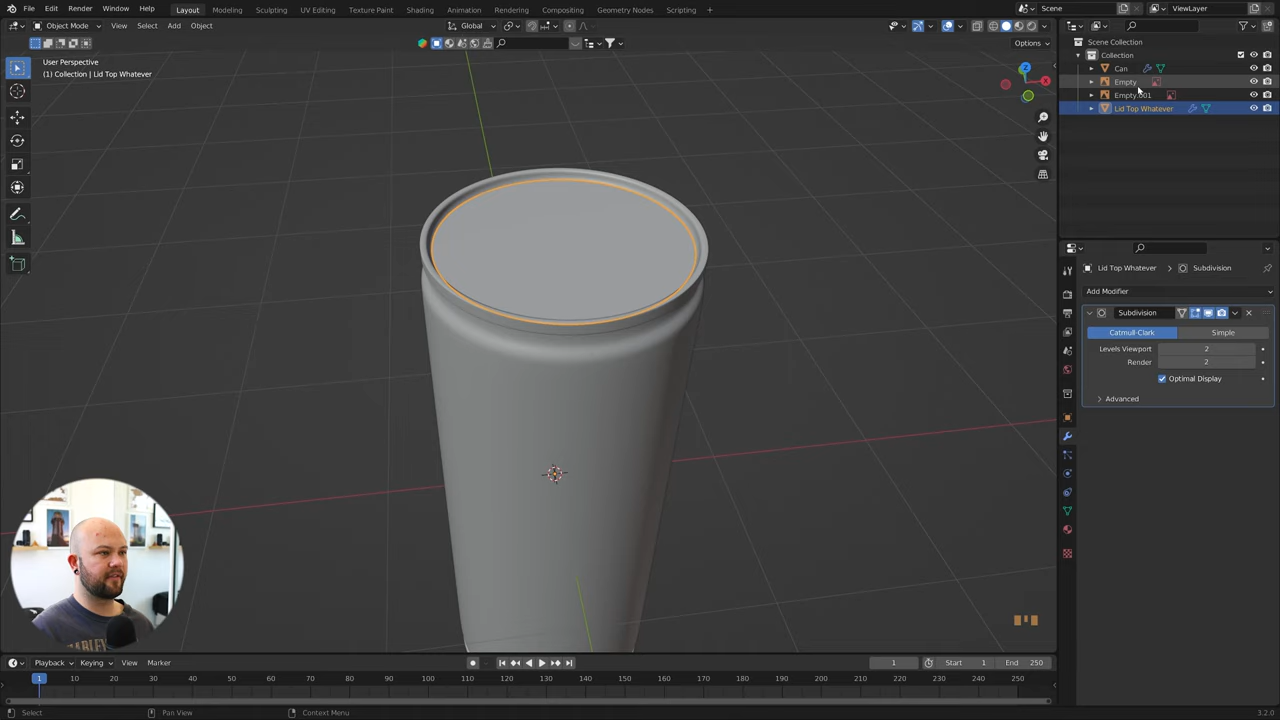 File Edit Render Window Help Layout Modeling Sculpting UV Editing Texture Paint Shading Animation Rendering Compositing Geometry Nodes Scripting Scene ViewLayer
Object Mode View Select Add Object Global
Options
User Perspective
(1) Collection | Lid Top Whatever
Scene Collection
Collection
Can
Empty
Empty.001
Lid Top Whatever
Z
X
Lid Top Whatever > Subdivision
Add Modifier
Subdivision
Catmull-Clark Simple
Levels Viewport 2
Render 2
Optimal Display
Advanced
Playback Keying View Marker 1 Start 1 End 250
1 10 20 30 40 50 60 70 80 90 100 110 120 130 140 150 160 170 180 190 200 210 220 230 240 250
Select Pan View Context Menu 3.2.0